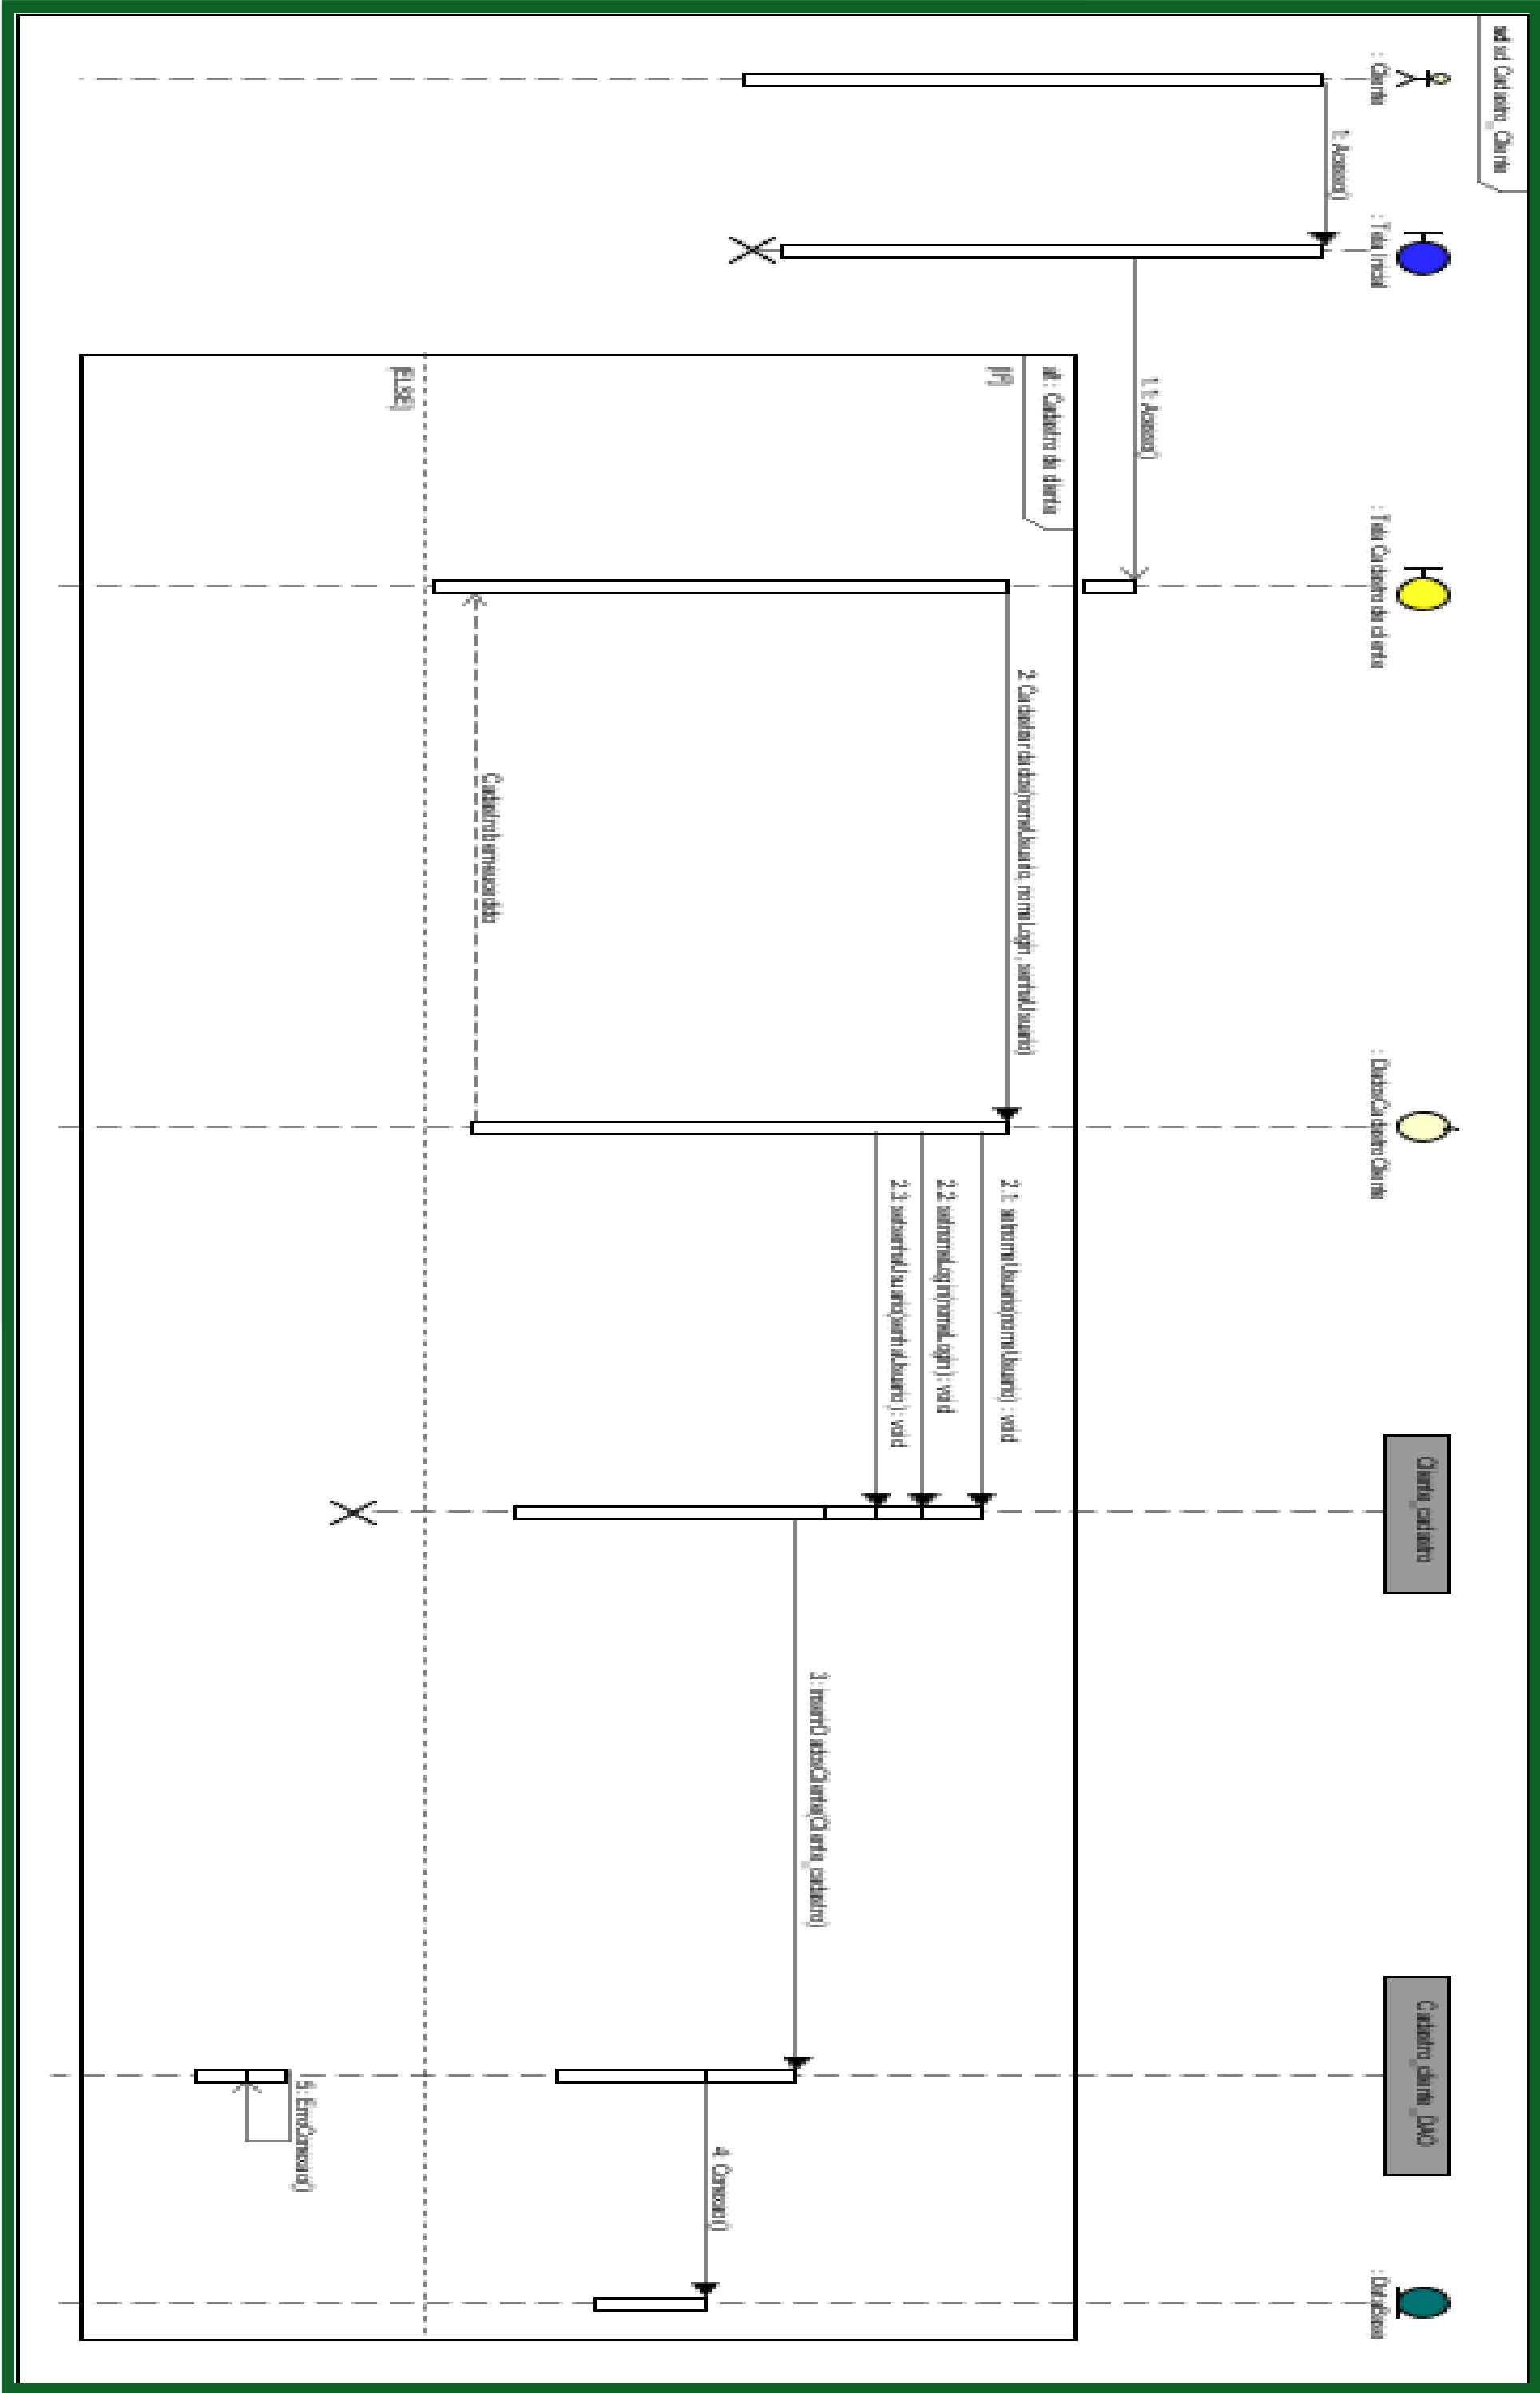 sd sd Cadastro_Cliente
: Cliente
: Tela Inicial
: Tela Cadastro de cliente
: DadosCadastroCliente
Cliente_cadastro
Cadastro_cliente_DAO
: DataBase
1: Acessa()
1.1: Acessa()
alt : Cadastro de cliente
[IF]
2: Cadastrar dados(nomeUsuario, nomeLogin, senhaUsuario)
2.1: setnomeUsuario(nomeUsuario) : void
2.2: setnomeLogin(nomeLogin) : void
2.3: setsenhaUsuario(senhaUsuario) : void
3: InserirDadosCliente(Cliente_cadastro)
4: Conexao()
Cadastro bem-sucedido
[ELSE]
5: ErroConexao()